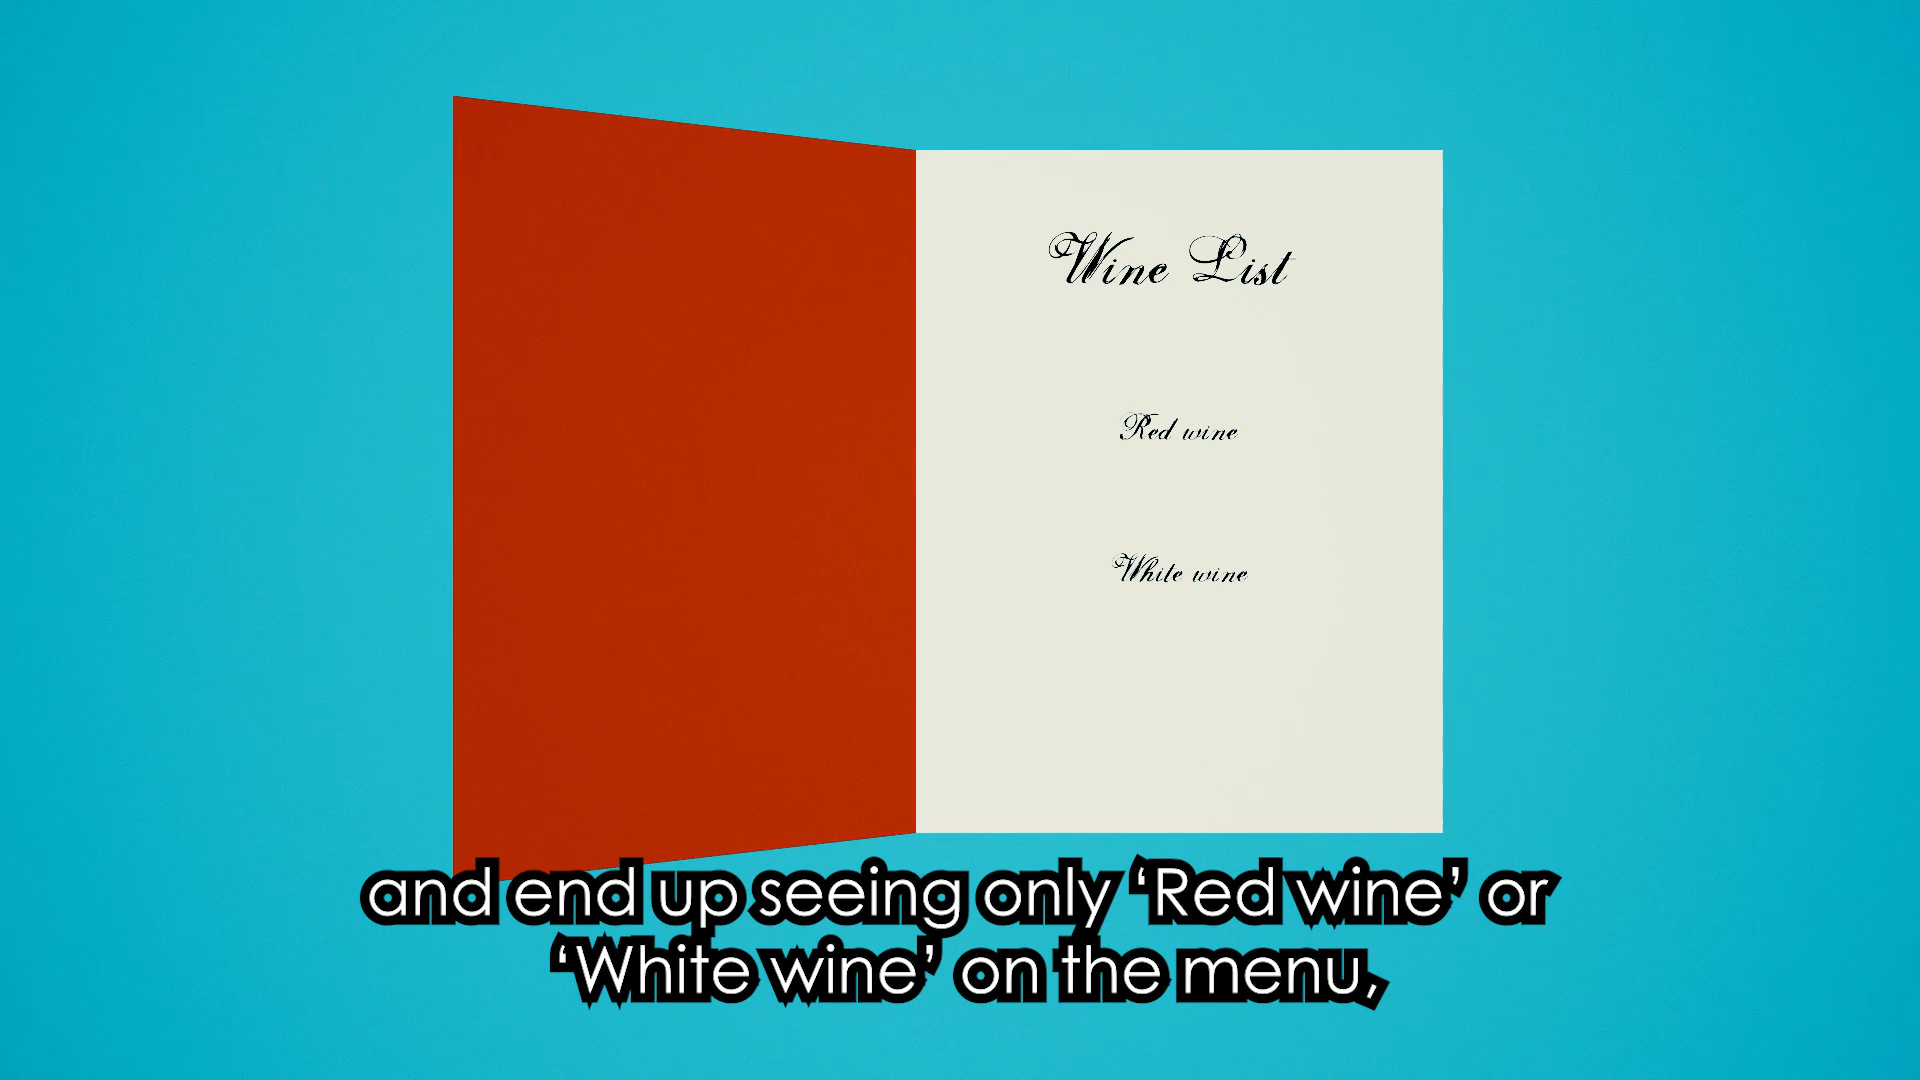 Wine List
Red wine
White wine
and end up seeing only ‘Red wine’ or
‘White wine’ on the menu,